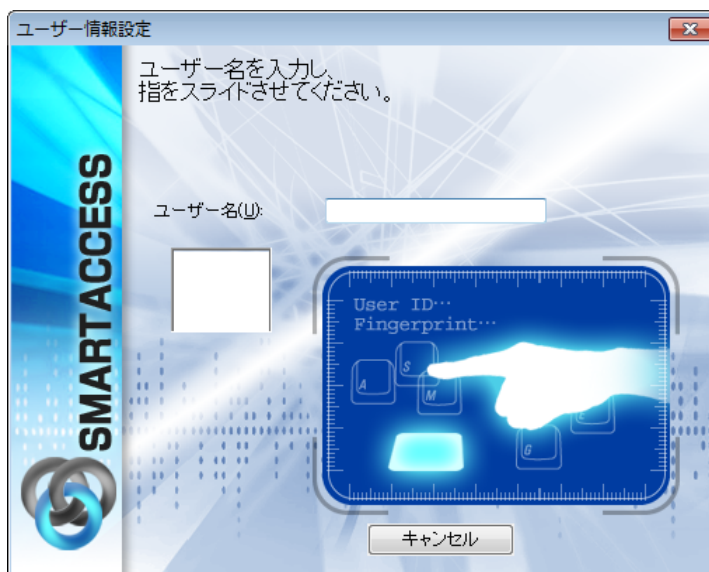 ユーザー情報設定
ユーザー名を入力し、
指をスライドさせてください。
SMARTACCESS
ユーザー名(U):
User ID…
Fingerprint…
S
A
M
G
キャンセル